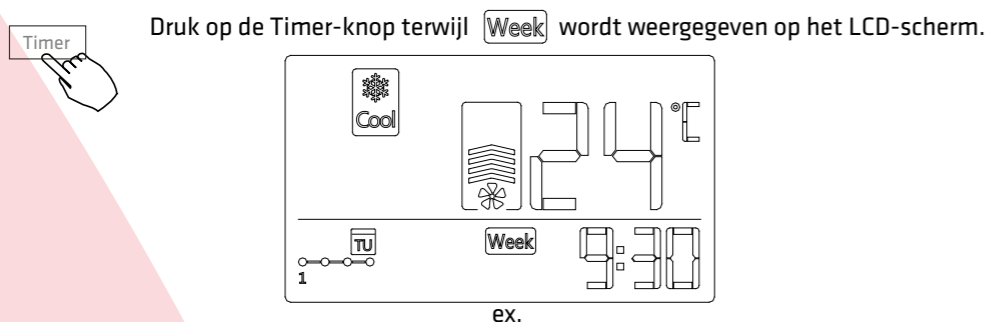 Druk op de Timer-knop terwijl Week wordt weergegeven op het LCD-scherm.
Timer
Cool
24 °C
TU
Week
9:30
1
ex.